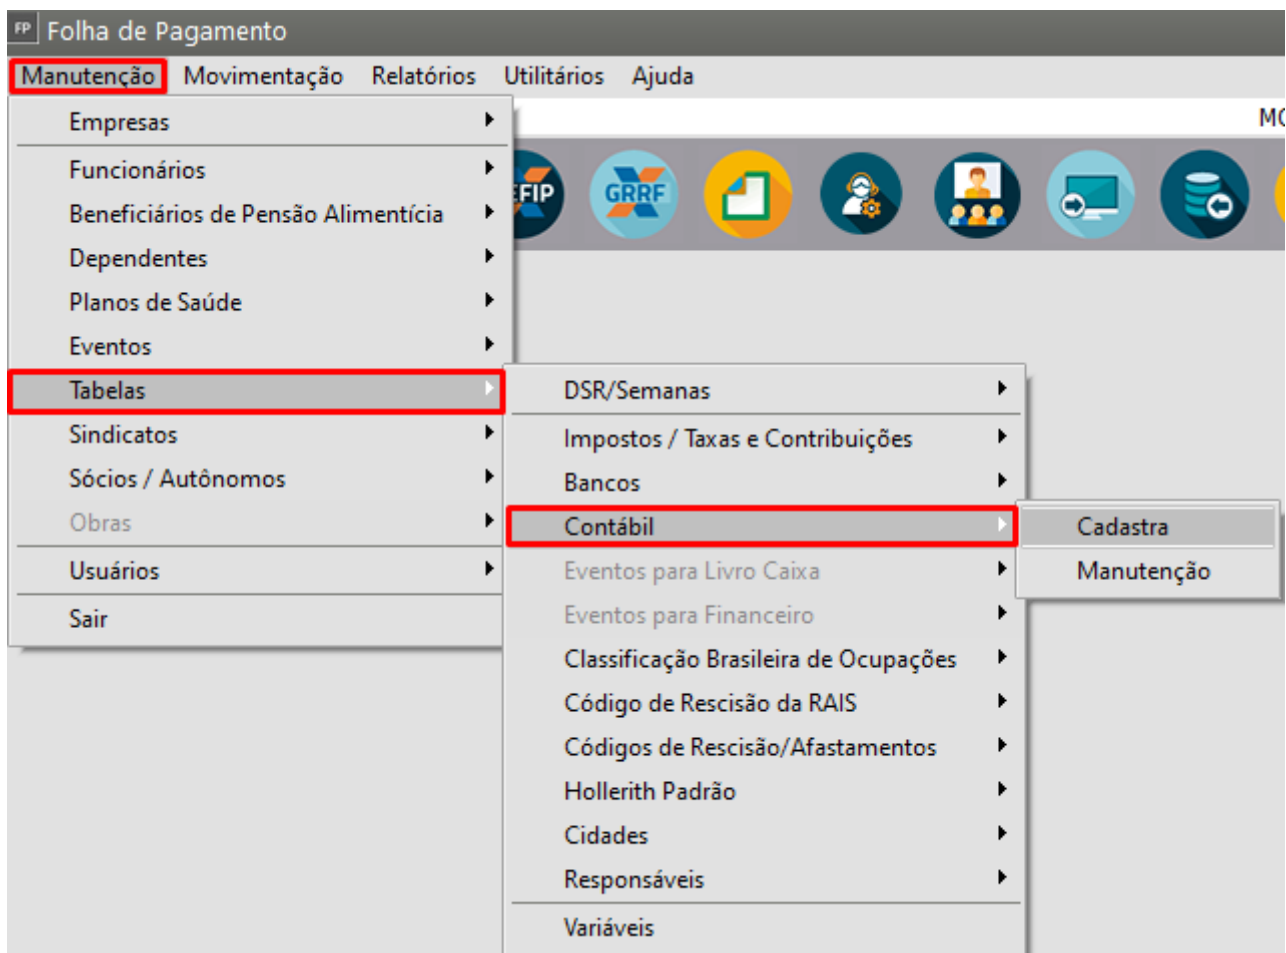 FP Folha de Pagamento
Manutenção Movimentação Relatórios Utilitários Ajuda
Empresas
Funcionários
Beneficiários de Pensão Alimentícia
Dependentes
Planos de Saúde
Eventos
Tabelas
Sindicatos
Sócios / Autônomos
Obras
Usuários
Sair
GRRF
DSR/Semanas
Impostos / Taxas e Contribuições
Bancos
Contábil
Eventos para Livro Caixa
Eventos para Financeiro
Classificação Brasileira de Ocupações
Código de Rescisão da RAIS
Códigos de Rescisão/Afastamentos
Hollerith Padrão
Cidades
Responsáveis
Variáveis
Cadastra
Manutenção